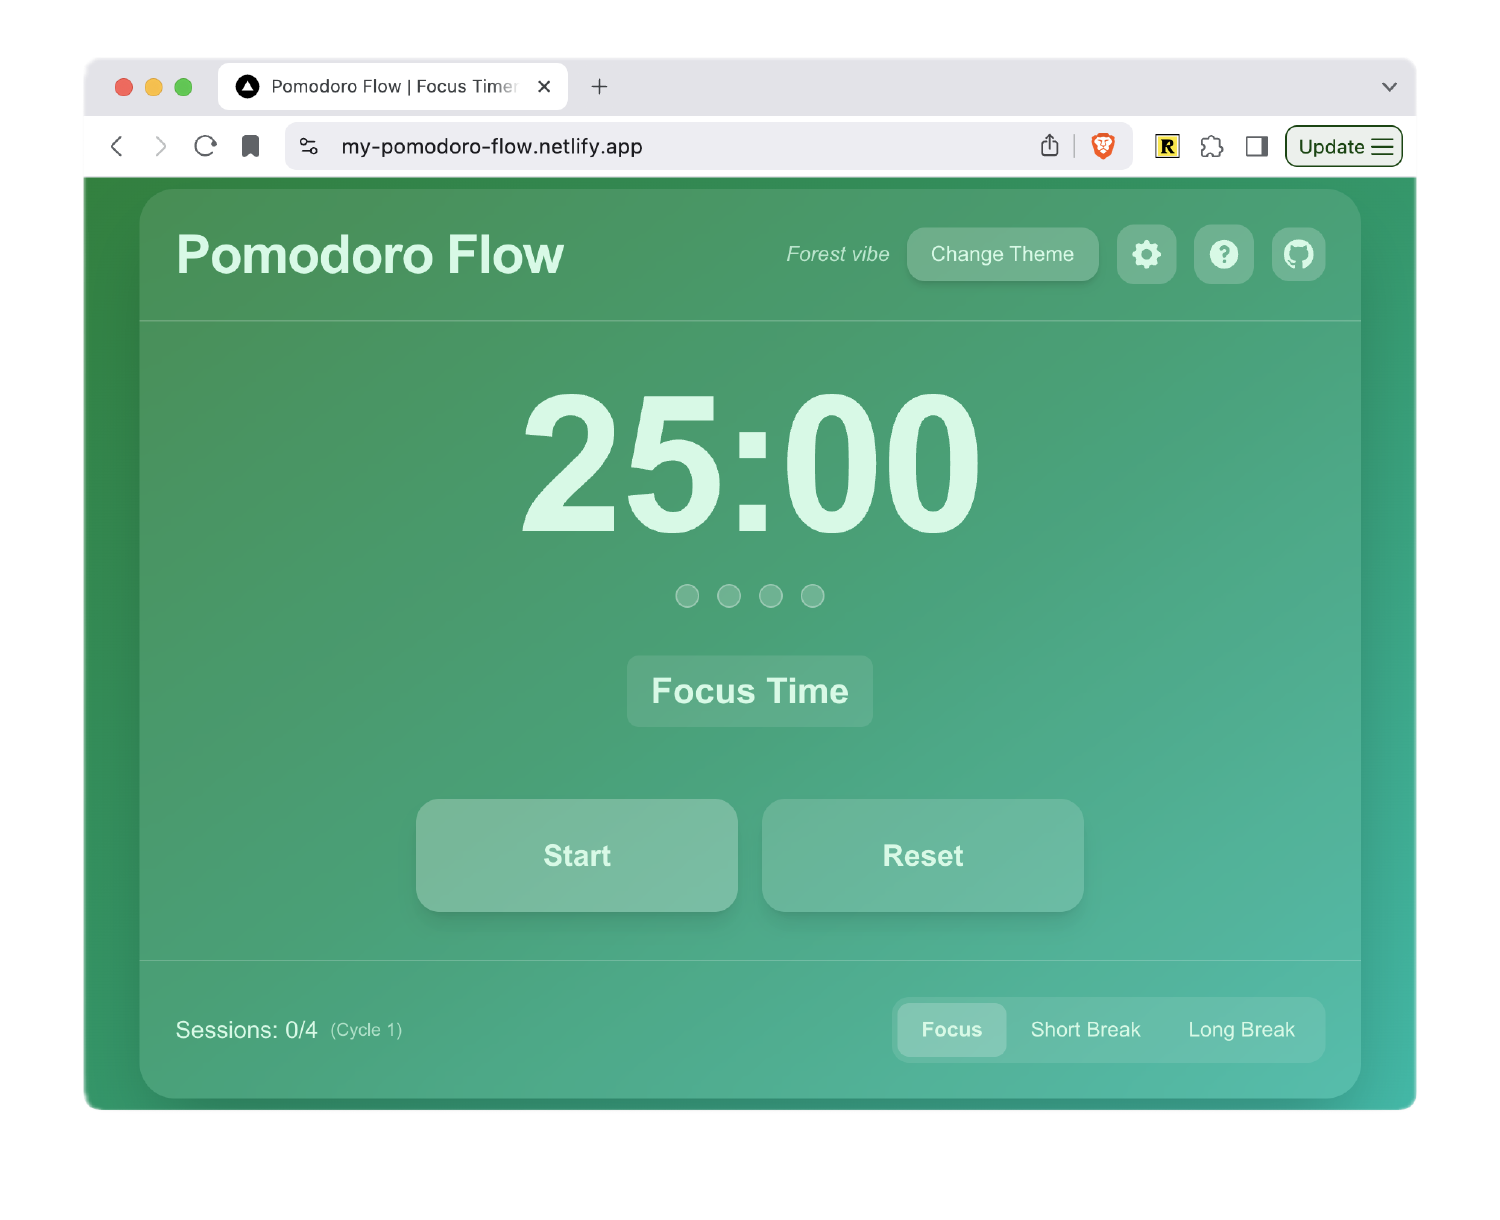 Pomodoro Flow | Focus Timer
my-pomodoro-flow.netlify.app
R
Update
Pomodoro Flow
Forest vibe
Change Theme
?
25:00
Focus Time
Start
Reset
Sessions: 0/4 (Cycle 1)
Focus
Short Break
Long Break